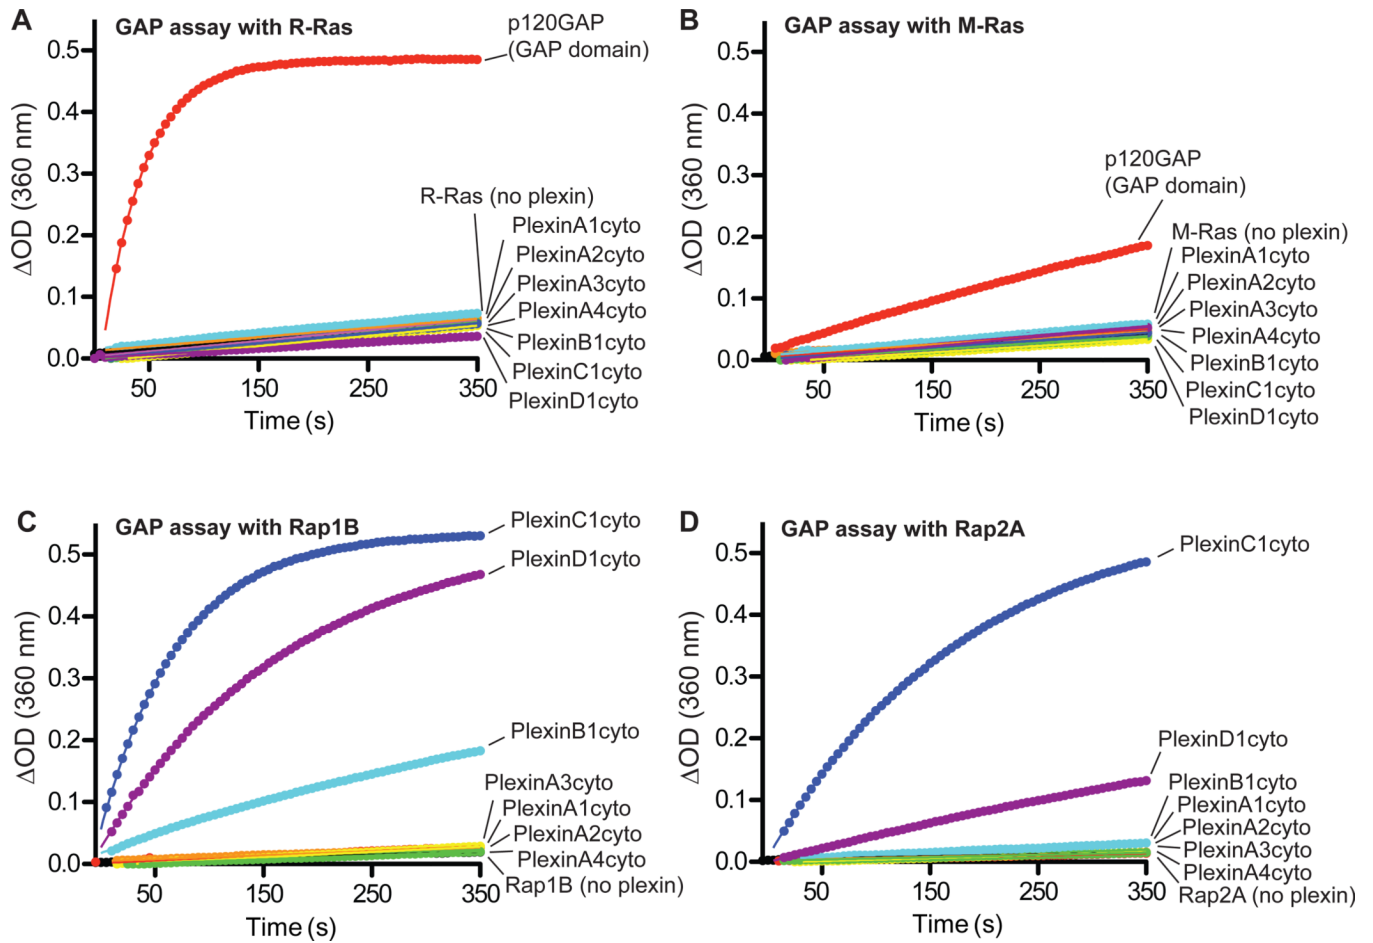 A
GAP assay with R-Ras
p120GAP
(GAP domain)
0.5
0.4
0.3
0.2
0.1
0.0
ΔOD (360 nm)
R-Ras (no plexin)
PlexinA1cyto
PlexinA2cyto
PlexinA3cyto
PlexinA4cyto
PlexinB1cyto
PlexinC1cyto
PlexinD1cyto
50 150 250 350
Time (s)
B
GAP assay with M-Ras
0.5
0.4
0.3
0.2
0.1
0.0
ΔOD (360 nm)
p120GAP
(GAP domain)
M-Ras (no plexin)
PlexinA1cyto
PlexinA2cyto
PlexinA3cyto
PlexinA4cyto
PlexinB1cyto
PlexinC1cyto
PlexinD1cyto
50 150 250 350
Time (s)
C
GAP assay with Rap1B
0.5
0.4
0.3
0.2
0.1
0.0
ΔOD (360 nm)
PlexinC1cyto
PlexinD1cyto
PlexinB1cyto
PlexinA3cyto
PlexinA1cyto
PlexinA2cyto
PlexinA4cyto
Rap1B (no plexin)
50 150 250 350
Time (s)
D
GAP assay with Rap2A
0.5
0.4
0.3
0.2
0.1
0.0
ΔOD (360 nm)
PlexinC1cyto
PlexinD1cyto
PlexinB1cyto
PlexinA1cyto
PlexinA2cyto
PlexinA3cyto
PlexinA4cyto
Rap2A (no plexin)
50 150 250 350
Time (s)